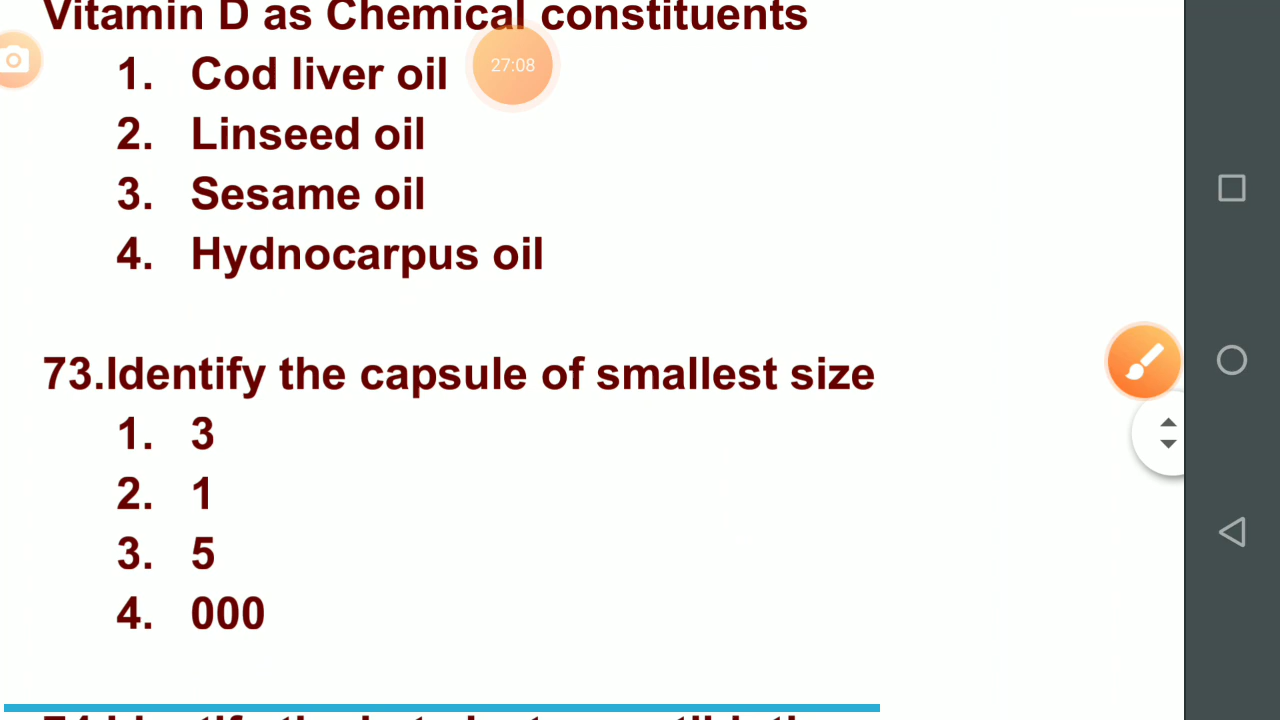 Vitamin D as Chemical constituents
1. Cod liver oil
27:08
2. Linseed oil
3. Sesame oil
4. Hydnocarpus oil
73.Identify the capsule of smallest size
1. 3
2. 1
3. 5
4. 000